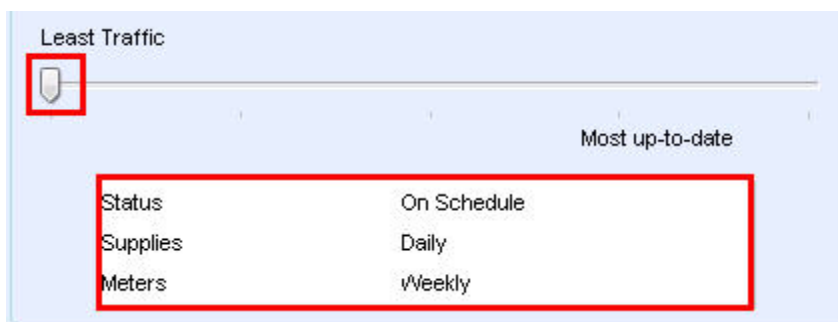 Least Traffic
Most up-to-date
Status On Schedule
Supplies Daily
Meters Weekly